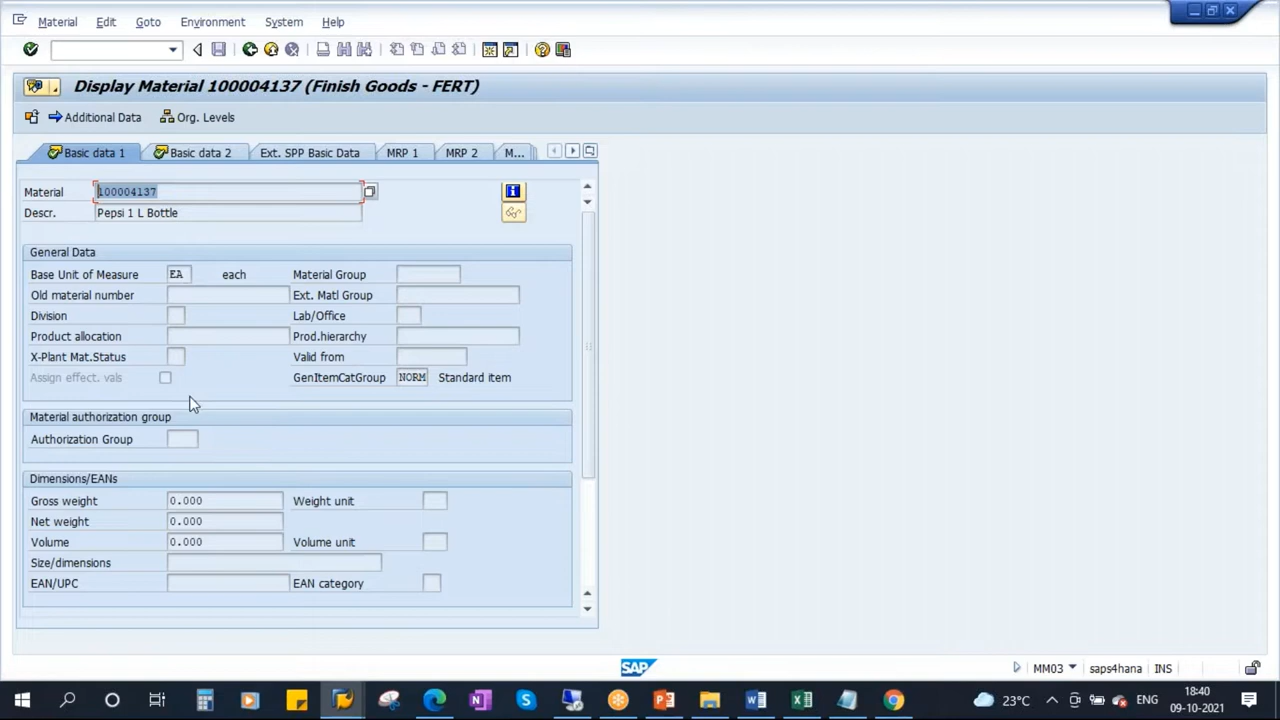 Material Edit Goto Environment System Help
Display Material 100004137 (Finish Goods - FERT)
Additional Data Org. Levels
Basic data 1 Basic data 2 Ext. SPP Basic Data MRP 1 MRP 2 M...
Material 100004137
Descr. Pepsi 1 L Bottle
General Data
Base Unit of Measure EA each Material Group
Old material number Ext. Matl Group
Division Lab/Office
Product allocation Prod.hierarchy
X-Plant Mat.Status Valid from
Assign effect. vals GenItemCatGroup NORM Standard item
Material authorization group
Authorization Group
Dimensions/EANs
Gross weight 0.000 Weight unit
Net weight 0.000
Volume 0.000 Volume unit
Size/dimensions
EAN/UPC EAN category
SAP MM03 saps4hana INS
23°C ENG 18:40
09-10-2021